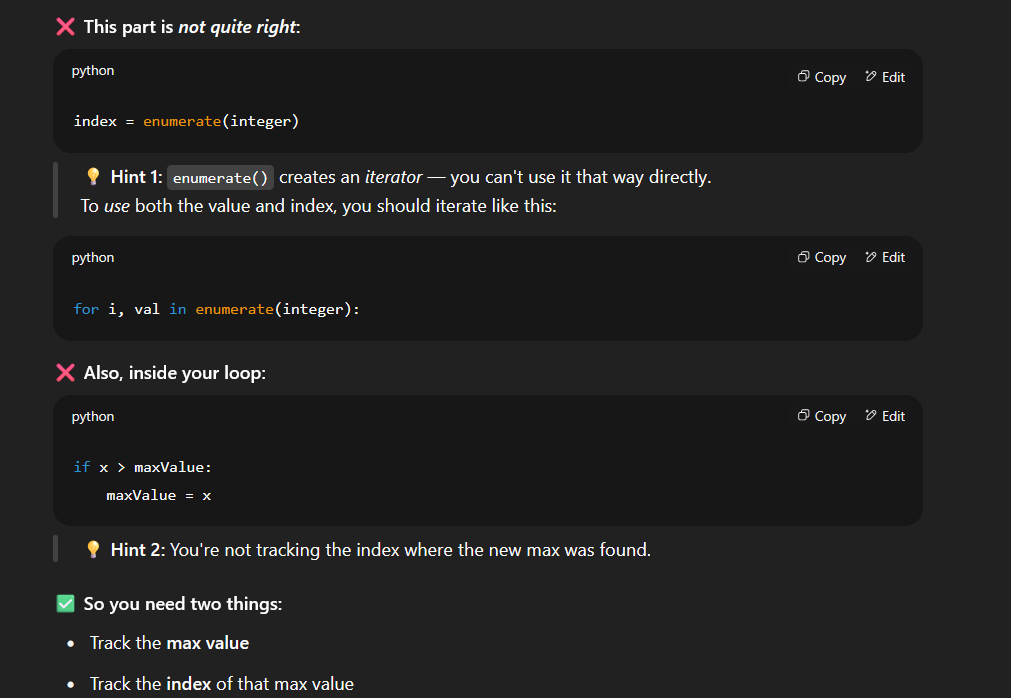 ❌ This part is not quite right:
python
Copy Edit
index = enumerate(integer)
💡 Hint 1: enumerate() creates an iterator — you can't use it that way directly.
To use both the value and index, you should iterate like this:
python
Copy Edit
for i, val in enumerate(integer):
❌ Also, inside your loop:
python
Copy Edit
if x > maxValue:
    maxValue = x
💡 Hint 2: You're not tracking the index where the new max was found.
✅ So you need two things:
• Track the max value
• Track the index of that max value